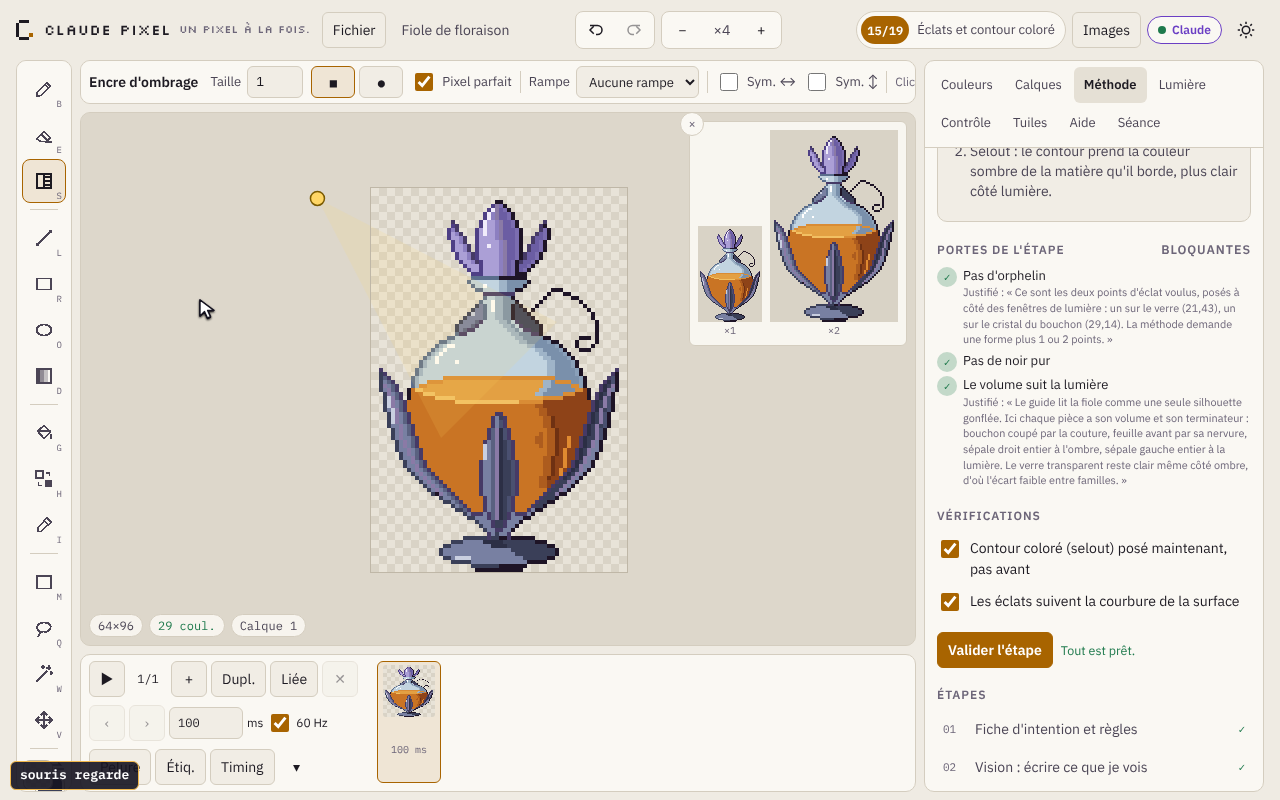 CLAUDE PIXEL UN PIXEL À LA FOIS.
Fichier
Fiole de floraison
− ×4 +
15/19 Éclats et contour coloré
Images
Claude
Encre d'ombrage
Taille 1
Pixel parfait
Rampe Aucune rampe
Sym. ↔
Sym. ↕
Clic
B
E
S
L
R
O
D
G
H
I
M
Q
W
V
×
×1
×2
64×96
29 coul.
Calque 1
1/1
+
Dupl.
Liée
×
‹
›
100 ms
60 Hz
Étiq.
Timing
▼
100 ms
souris regarde
Couleurs
Calques
Méthode
Lumière
Contrôle
Tuiles
Aide
Séance
2. Selout : le contour prend la couleur
sombre de la matière qu'il borde, plus clair
côté lumière.
PORTES DE L'ÉTAPE
BLOQUANTES
✓ Pas d'orphelin
Justifié : « Ce sont les deux points d'éclat voulus, posés à
côté des fenêtres de lumière : un sur le verre (21,43), un
sur le cristal du bouchon (29,14). La méthode demande
une forme plus 1 ou 2 points. »
✓ Pas de noir pur
✓ Le volume suit la lumière
Justifié : « Le guide lit la fiole comme une seule silhouette
gonflée. Ici chaque pièce a son volume et son terminateur :
bouchon coupé par la couture, feuille avant par sa nervure,
sépale droit entier à l'ombre, sépale gauche entier à la
lumière. Le verre transparent reste clair même côté ombre,
d'où l'écart faible entre familles. »
VÉRIFICATIONS
Contour coloré (selout) posé maintenant,
pas avant
Les éclats suivent la courbure de la surface
Valider l'étape
Tout est prêt.
ÉTAPES
01 Fiche d'intention et règles ✓
02 Vision : écrire ce que je vois ✓